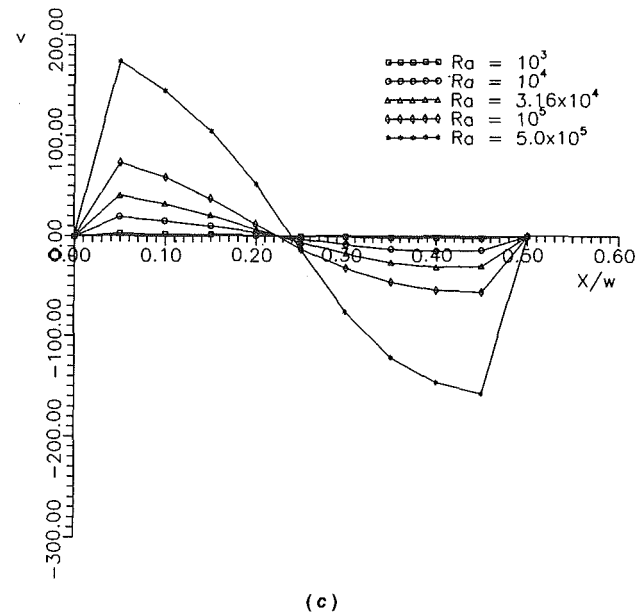 v
200.00
100.00
0.00
-100.00
-200.00
-300.00
Ra = 10³
Ra = 10⁴
Ra = 3.16x10⁴
Ra = 10⁵
Ra = 5.0x10⁵
0.00 0.10 0.20 0.30 0.40 0.50 0.60
X/w
(c)